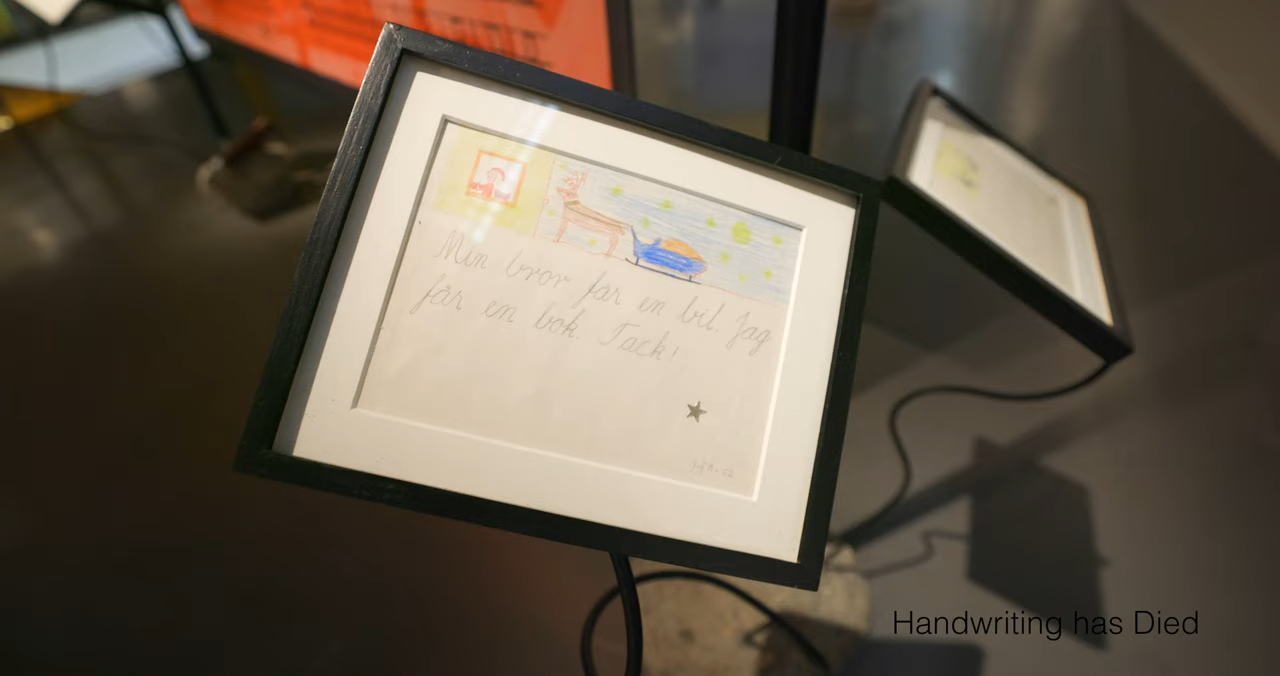 Min bror får en bil. Jag
får en bok. Tack!
Handwriting has Died